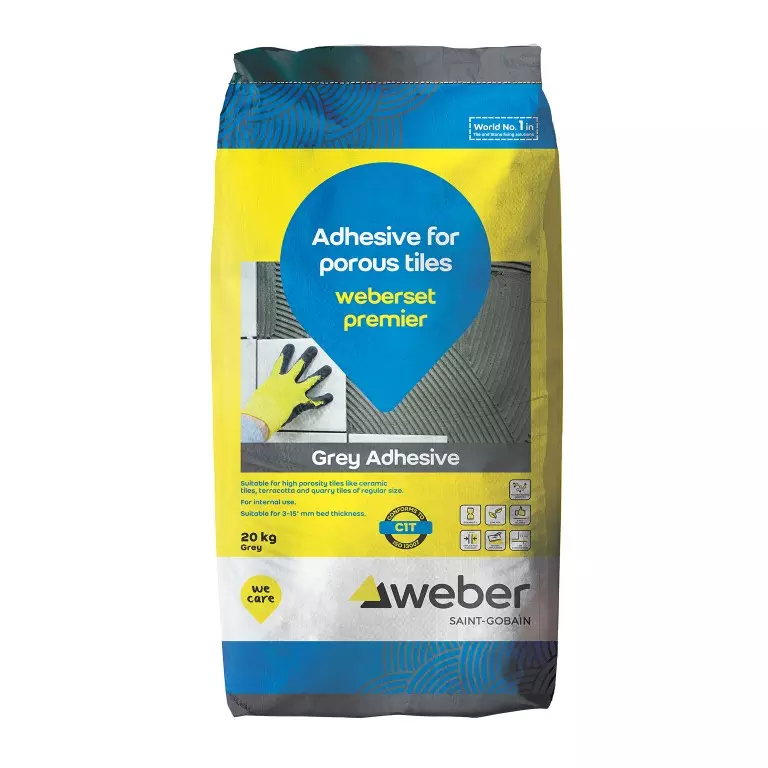 World No. 1 in
Tile and Stone fixing solutions
Adhesive for
porous tiles
weberset
premier
Grey Adhesive
Suitable for high porosity tiles like ceramic
tiles, terracotta and quarry tiles of regular size.
For internal use.
Suitable for 3-15* mm bed thickness.
20 kg
Grey
CONFORMS TO
C1T
ISO 13007
we
care
weber
SAINT-GOBAIN